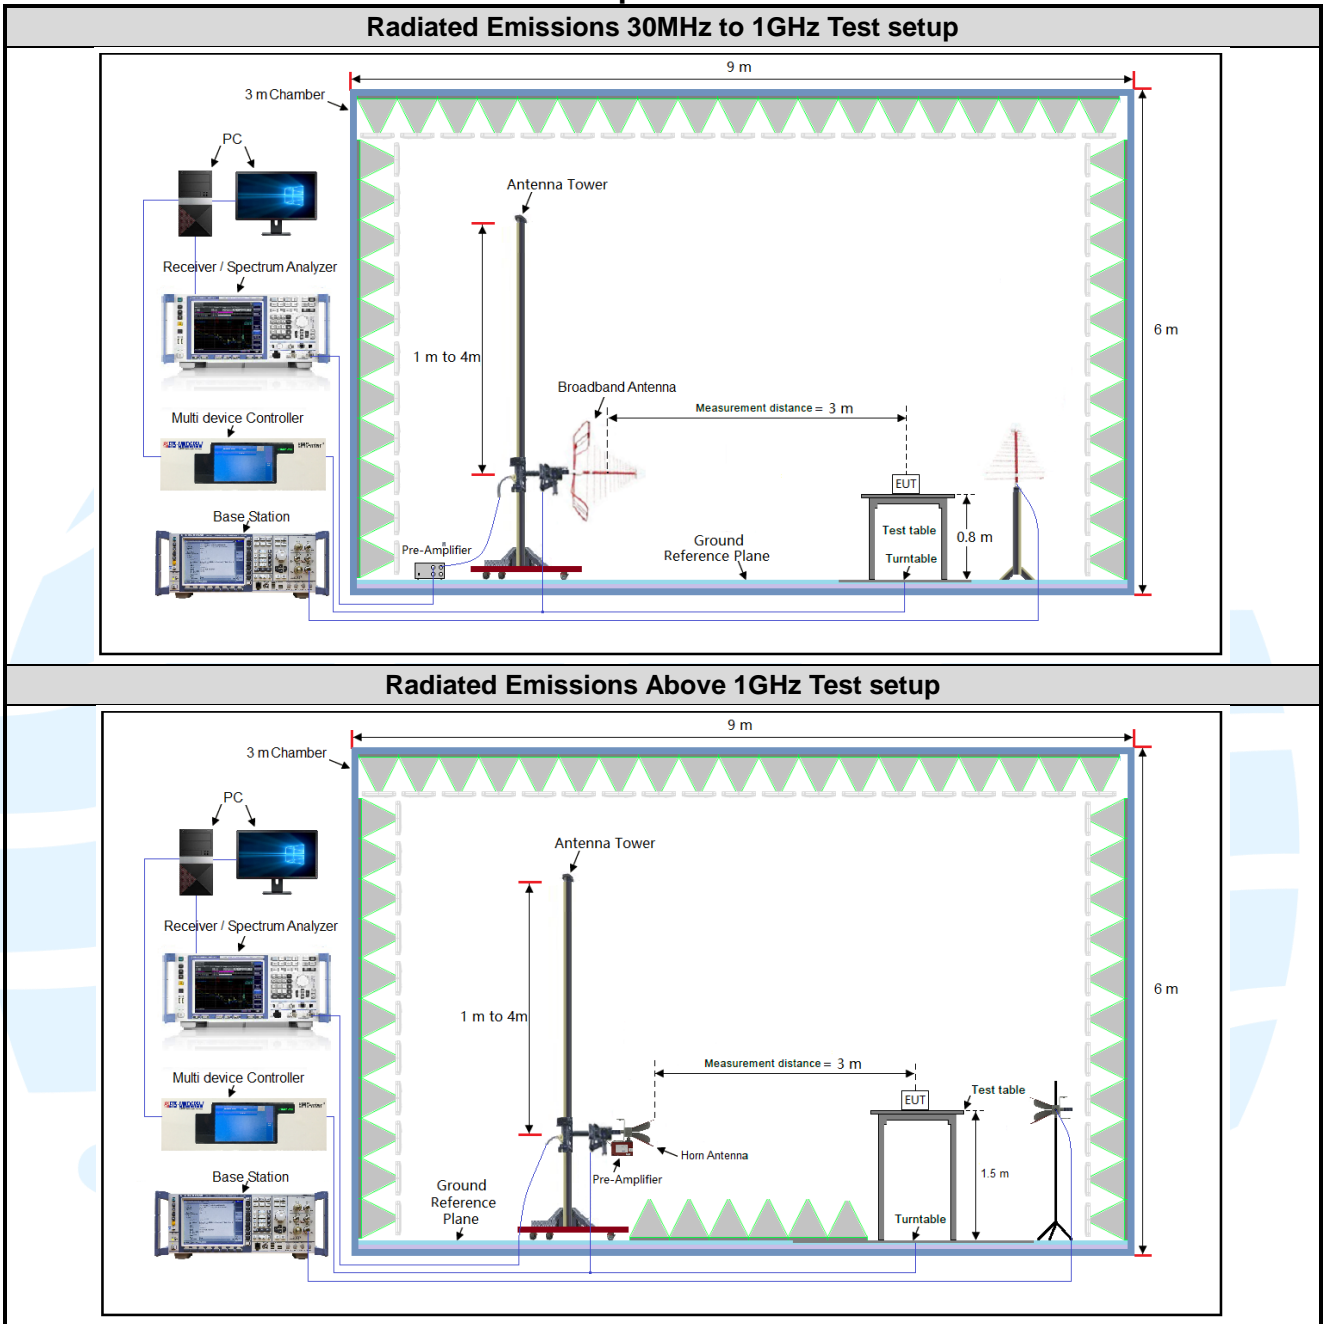 Radiated Emissions 30MHz to 1GHz Test setup
9 m
3 m Chamber
PC
Antenna Tower
Receiver / Spectrum Analyzer
6 m
1 m to 4m
Broadband Antenna
Measurement distance = 3 m
Multi device Controller
EUT
Base Station
Test table
0.8 m
Ground
Reference Plane
Pre-Amplifier
Turntable
Radiated Emissions Above 1GHz Test setup
9 m
3 m Chamber
PC
Antenna Tower
Receiver / Spectrum Analyzer
6 m
1 m to 4m
Measurement distance = 3 m
Multi device Controller
Test table
EUT
Horn Antenna
Pre-Amplifier
1.5 m
Base Station
Ground
Reference
Plane
Turntable